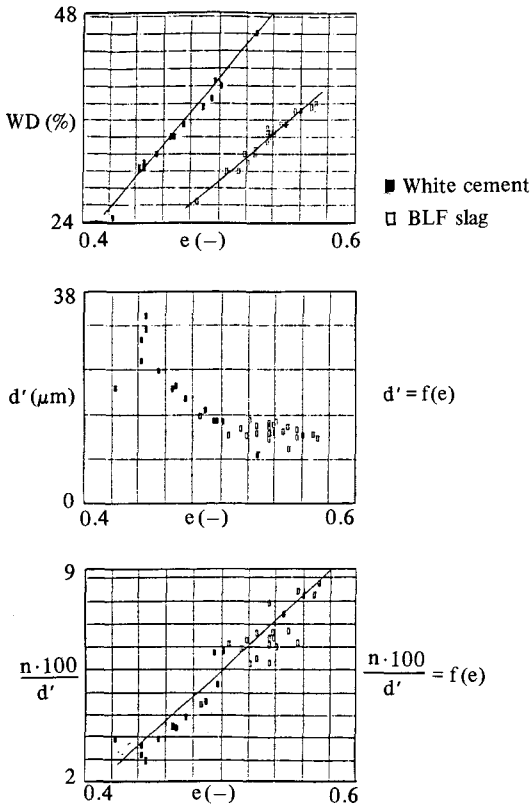 48
WD (%)
24
0.4
e (–)
0.6
White cement
BLF slag
38
d′ (μm)
0
0.4
e (–)
0.6
d′ = f(e)
9
n·100
d′
2
0.4
e (–)
0.6
n·100
d′
= f(e)